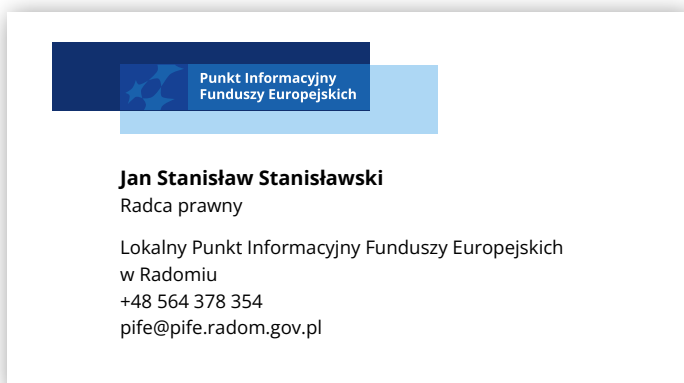 Punkt Informacyjny
Funduszy Europejskich
Jan Stanisław Stanisławski
Radca prawny
Lokalny Punkt Informacyjny Funduszy Europejskich
w Radomiu
+48 564 378 354
pife@pife.radom.gov.pl